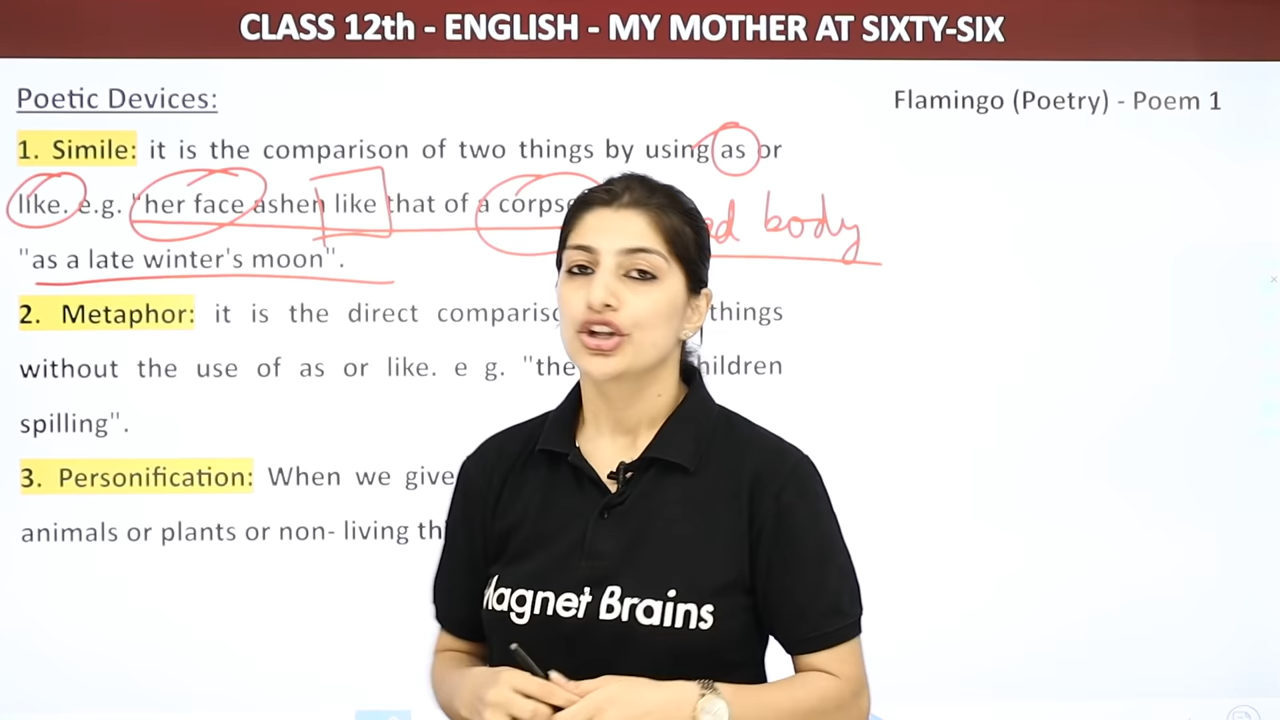 CLASS 12th - ENGLISH - MY MOTHER AT SIXTY-SIX
Poetic Devices:
Flamingo (Poetry) - Poem 1
1. Simile: it is the comparison of two things by using as or
like. e.g. "her face ashen like that of a corpse
body
"as a late winter's moon".
2. Metaphor: it is the direct things
without the use of as or like. e g. "the
spilling".
3. Personification: When we give
animals or plants or non- living
Magnet Brains